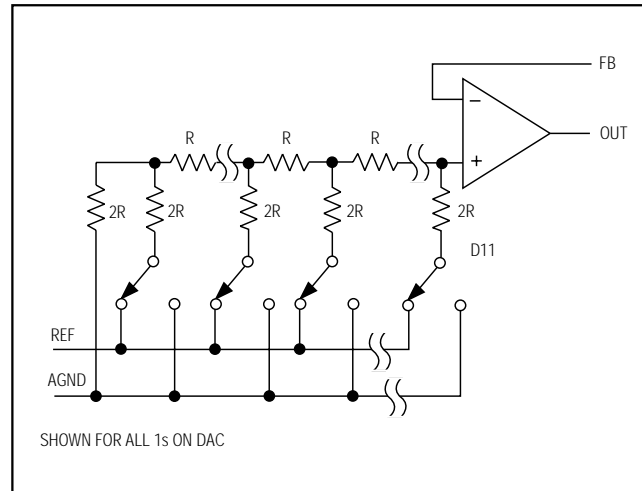 FB
−
OUT
+
R R R
2R 2R 2R 2R 2R
D11
REF
AGND
SHOWN FOR ALL 1s ON DAC